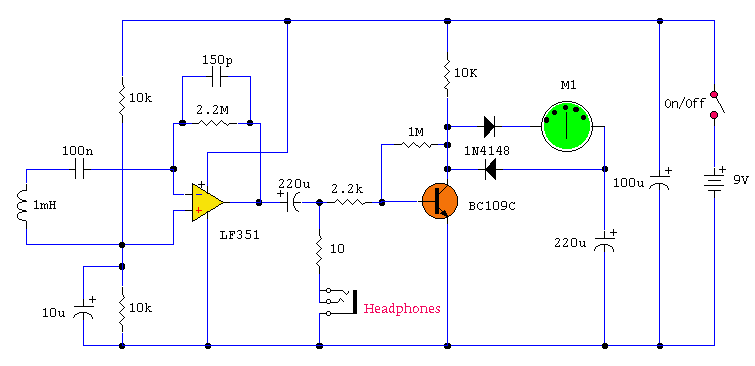 150p
M1
10k
10K
2.2M
On/Off
1M
100n
1N4148
220u
2.2k
100u
+
9V
1mH
+
-
+
+
BC109C
LF351
10
220u
+
+
10u
10k
Headphones